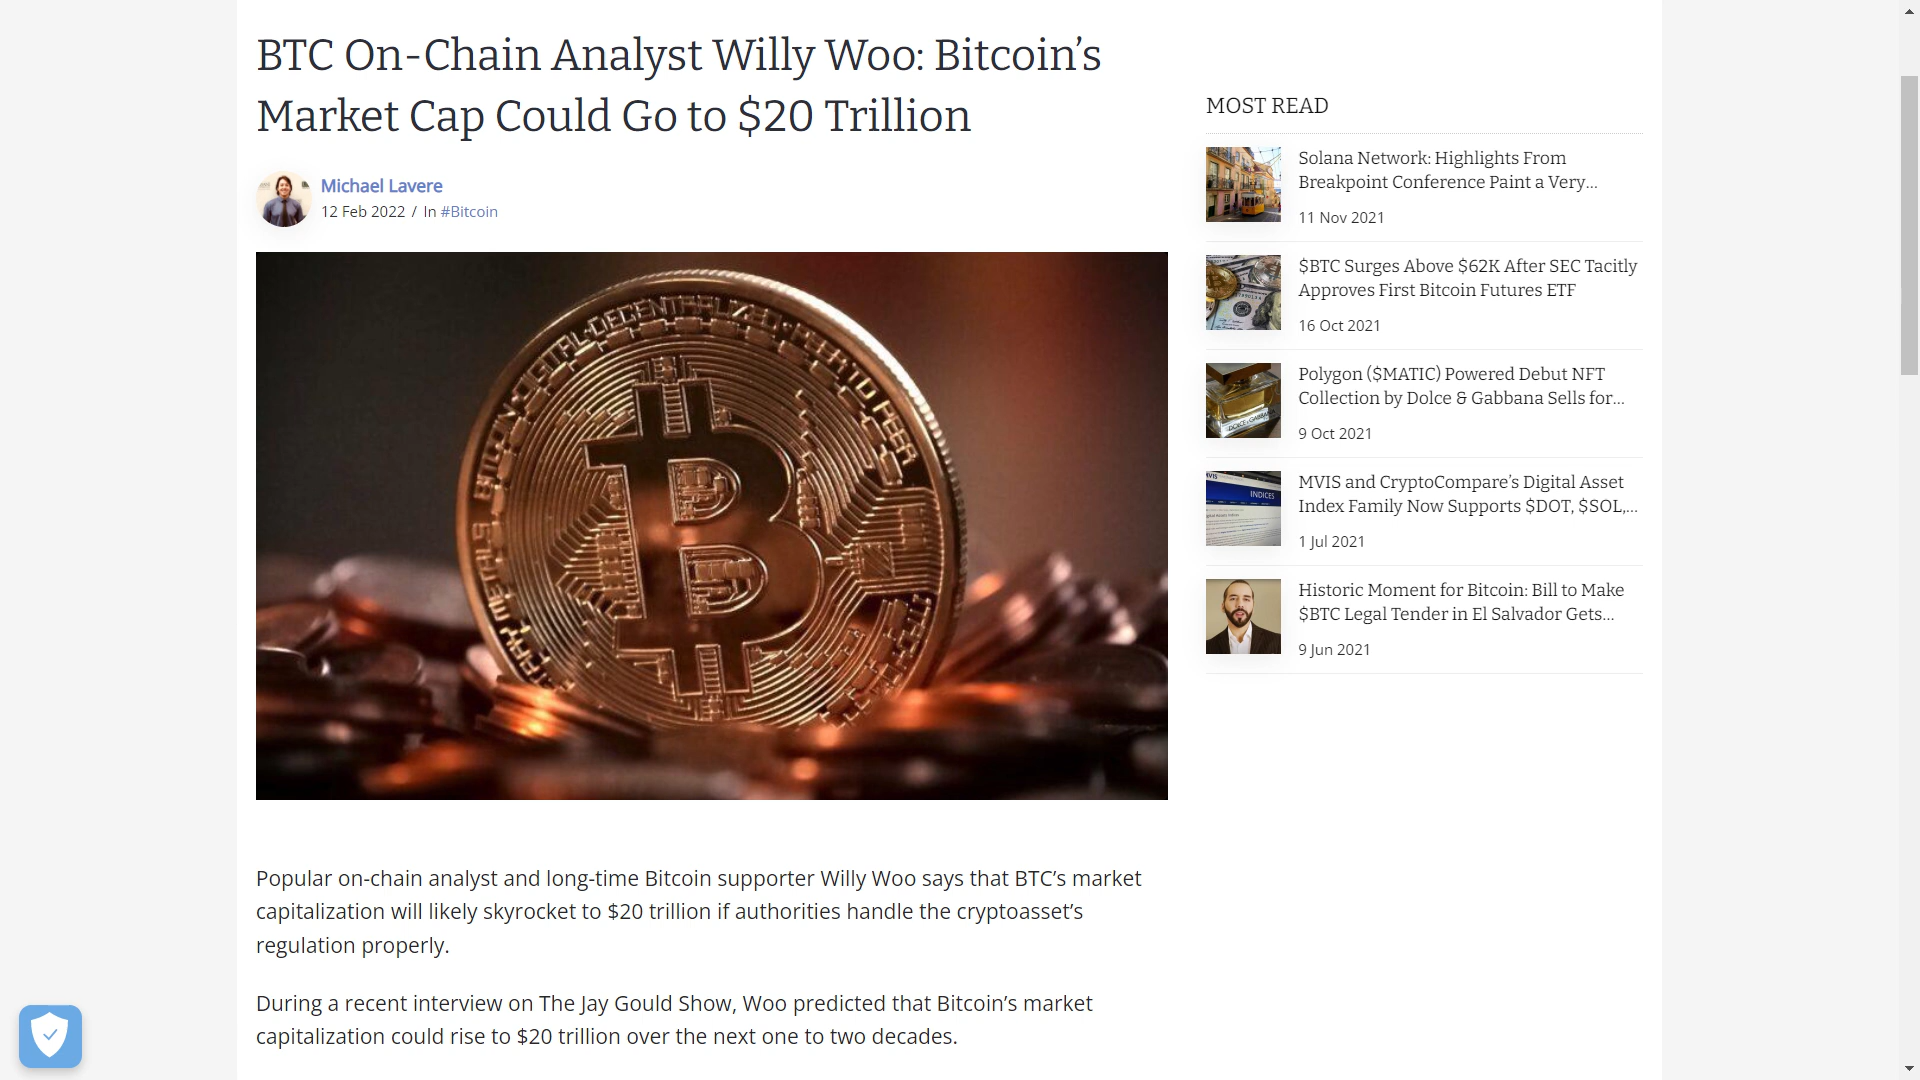 BTC On-Chain Analyst Willy Woo: Bitcoin’s
Market Cap Could Go to $20 Trillion
Michael Lavere
12 Feb 2022 / In #Bitcoin
BITCOIN·DIGITAL·DECENTRALIZED·PEER TO PEER
Popular on-chain analyst and long-time Bitcoin supporter Willy Woo says that BTC’s market
capitalization will likely skyrocket to $20 trillion if authorities handle the cryptoasset’s
regulation properly.
During a recent interview on The Jay Gould Show, Woo predicted that Bitcoin’s market
capitalization could rise to $20 trillion over the next one to two decades.
MOST READ
Solana Network: Highlights From
Breakpoint Conference Paint a Very...
11 Nov 2021
$BTC Surges Above $62K After SEC Tacitly
Approves First Bitcoin Futures ETF
16 Oct 2021
Polygon ($MATIC) Powered Debut NFT
Collection by Dolce & Gabbana Sells for...
9 Oct 2021
INDICES
MVIS and CryptoCompare’s Digital Asset
Index Family Now Supports $DOT, $SOL,...
1 Jul 2021
Historic Moment for Bitcoin: Bill to Make
$BTC Legal Tender in El Salvador Gets...
9 Jun 2021